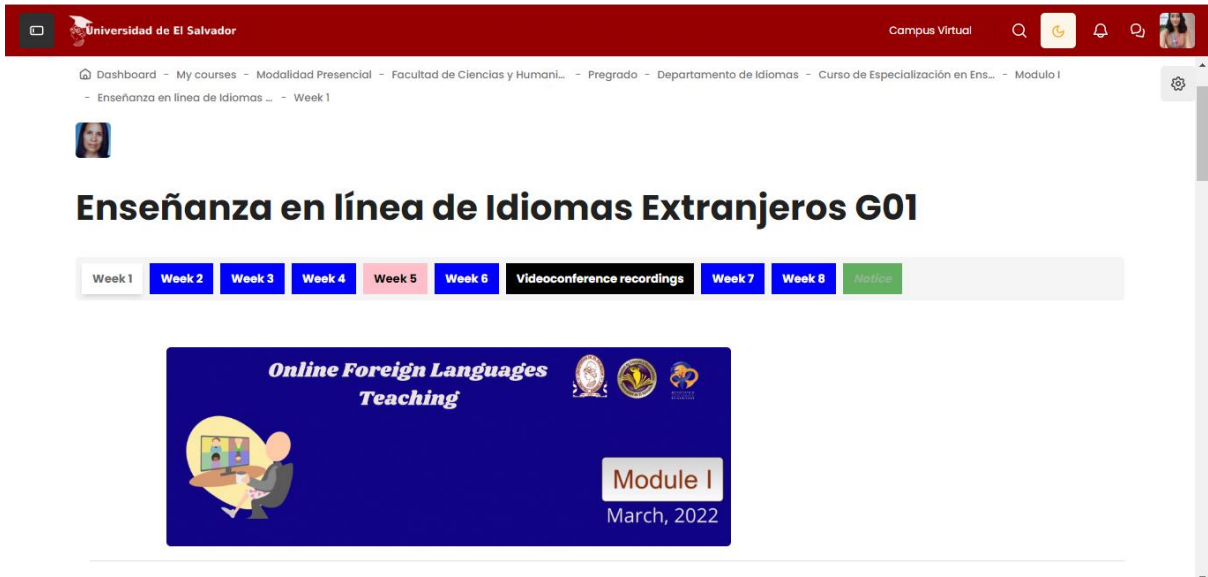 Universidad de El Salvador
Campus Virtual
Dashboard - My courses - Modalidad Presencial - Facultad de Ciencias y Humani... - Pregrado - Departamento de Idiomas - Curso de Especialización en Ens... - Modulo I
- Enseñanza en línea de Idiomas ... - Week 1
Enseñanza en línea de Idiomas Extranjeros G01
Week 1 Week 2 Week 3 Week 4 Week 5 Week 6 Videoconference recordings Week 7 Week 8 Notice
Online Foreign Languages
Teaching
Module I
March, 2022